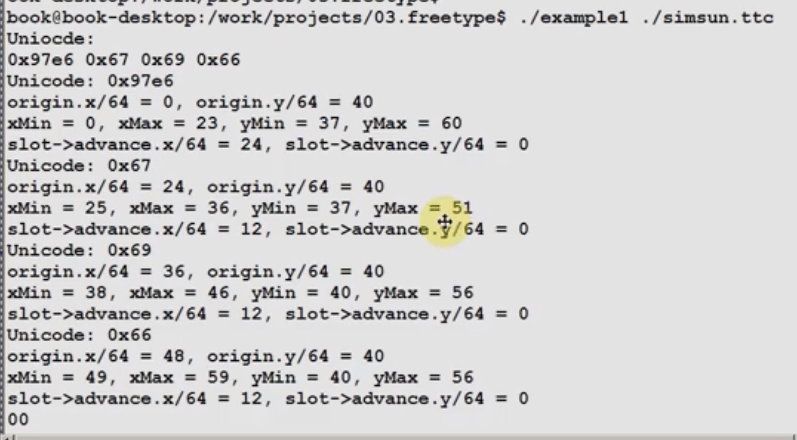 book@book-desktop:/work/projects/03.freetype$ ./example1 ./simsun.ttc
Uniocde:
0x97e6 0x67 0x69 0x66
Unicode: 0x97e6
origin.x/64 = 0, origin.y/64 = 40
xMin = 0, xMax = 23, yMin = 37, yMax = 60
slot->advance.x/64 = 24, slot->advance.y/64 = 0
Unicode: 0x67
origin.x/64 = 24, origin.y/64 = 40
xMin = 25, xMax = 36, yMin = 37, yMax = 51
slot->advance.x/64 = 12, slot->advance.y/64 = 0
Unicode: 0x69
origin.x/64 = 36, origin.y/64 = 40
xMin = 38, xMax = 46, yMin = 40, yMax = 56
slot->advance.x/64 = 12, slot->advance.y/64 = 0
Unicode: 0x66
origin.x/64 = 48, origin.y/64 = 40
xMin = 49, xMax = 59, yMin = 40, yMax = 56
slot->advance.x/64 = 12, slot->advance.y/64 = 0
00